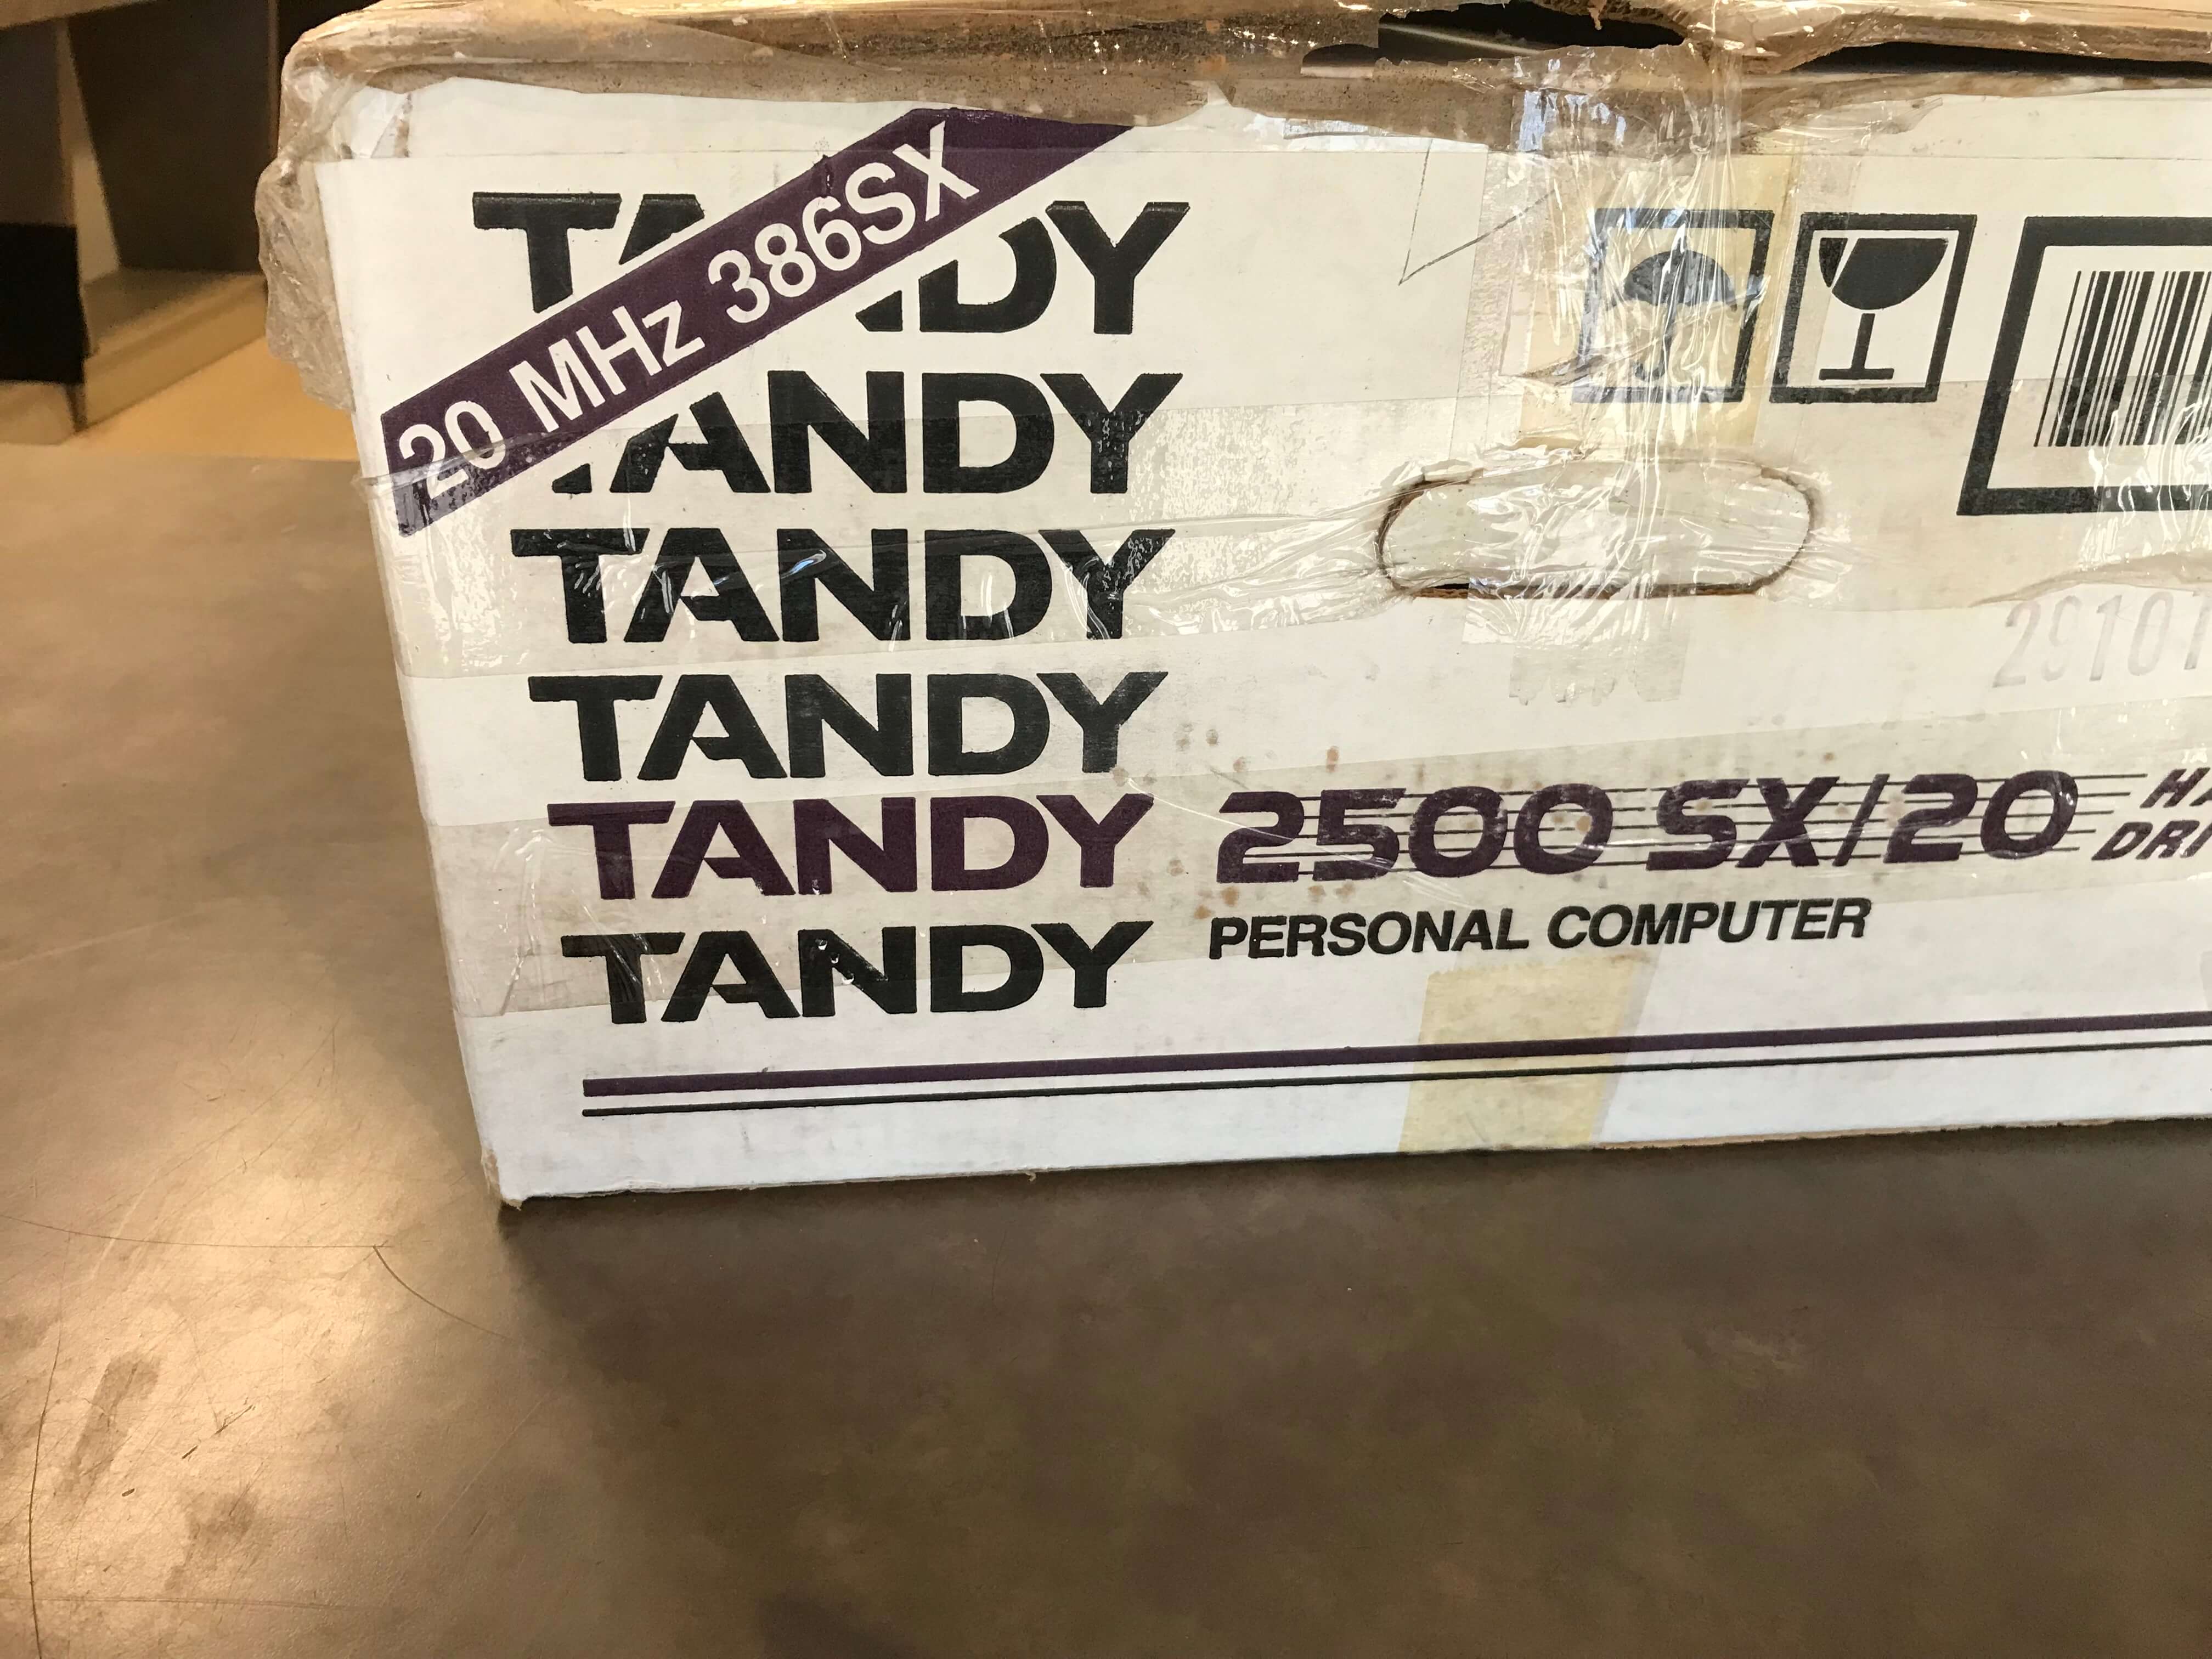 20 MHz 386SX
TANDY
TANDY
TANDY
TANDY
TANDY 2500 SX/20
TANDY PERSONAL COMPUTER